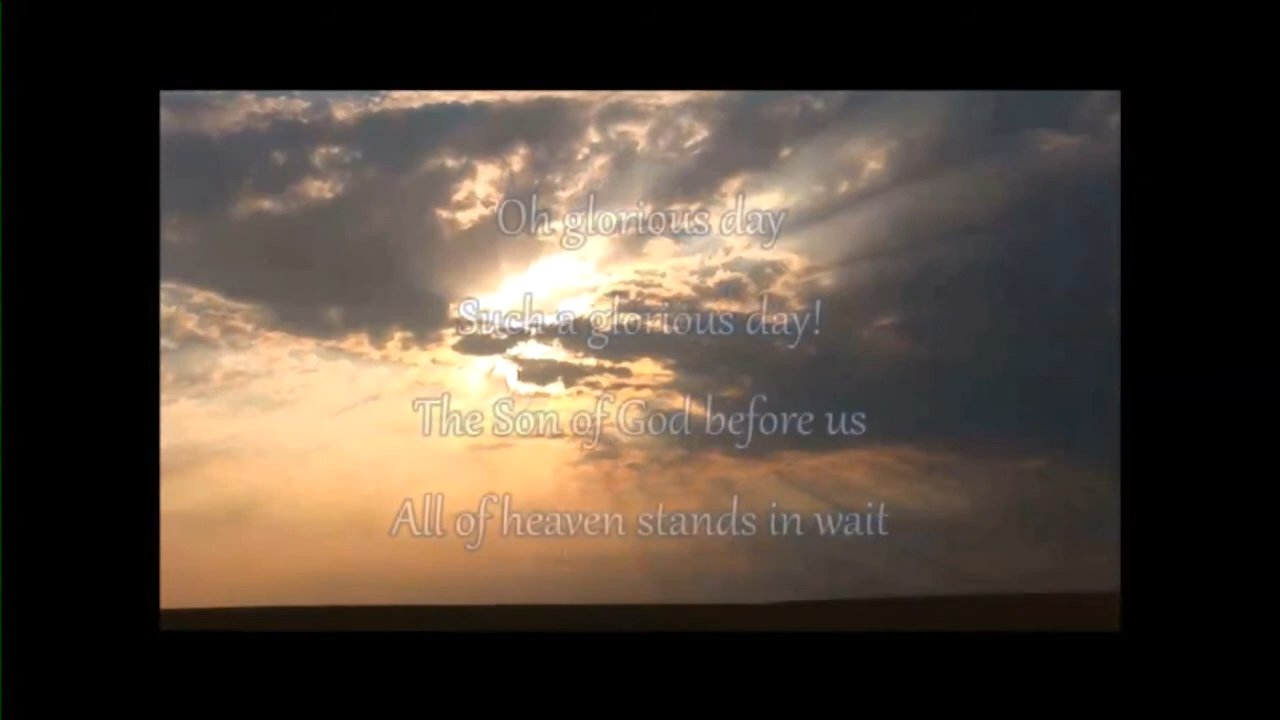 Oh glorious day
Such a glorious day!
The Son of God before us
All of heaven stands in wait